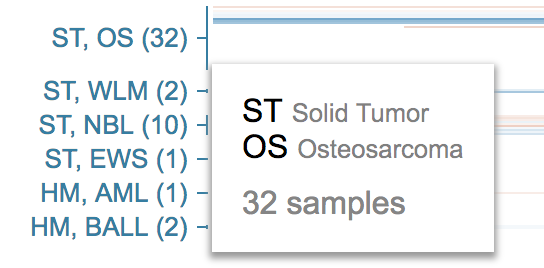 ST, OS (32)
ST, WLM (2)
ST, NBL (10)
ST, EWS (1)
HM, AML (1)
HM, BALL (2)
ST Solid Tumor
OS Osteosarcoma
32 samples